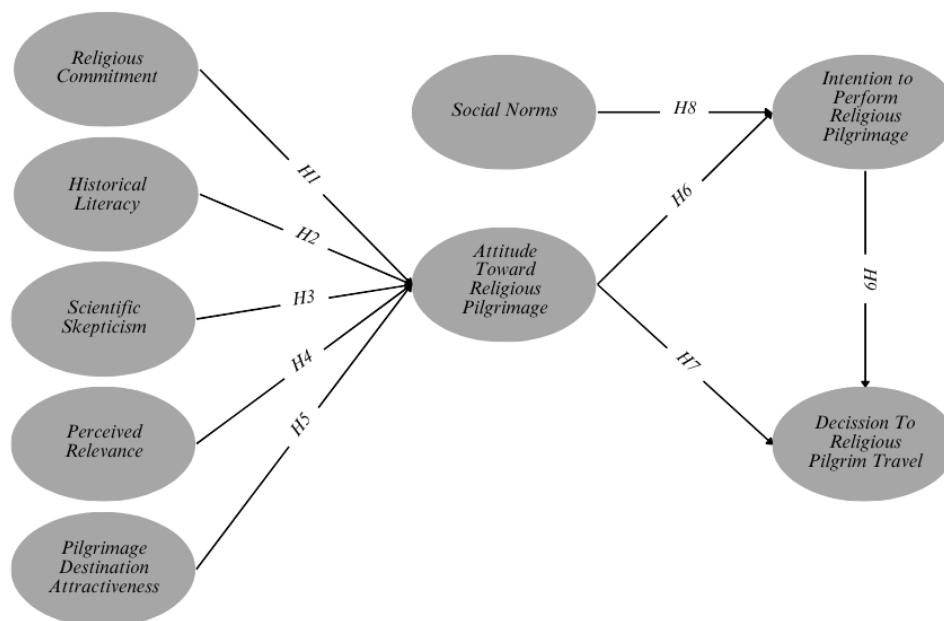 Religious
Commitment
Historical
Literacy
Scientific
Skepticism
Perceived
Relevance
Pilgrimage
Destination
Attractiveness
H1
H2
H3
H4
H5
Social Norms
Attitude
Toward
Religious
Pilgrimage
H8
H6
H7
Intention to
Perform
Religious
Pilgrimage
H9
Decission To
Religious
Pilgrim Travel